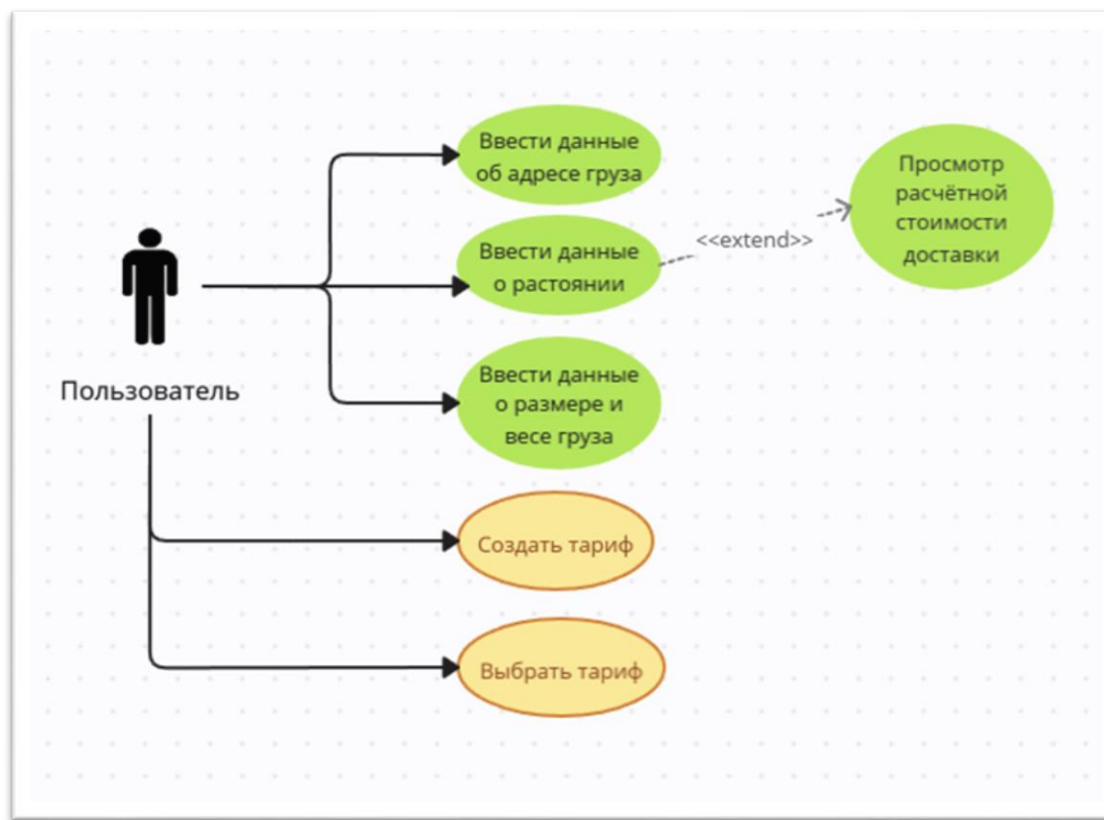 Ввести данные
об адресе груза
Ввести данные
о растоянии
<<extend>>
Просмотр
расчётной
стоимости
доставки
Пользователь
Ввести данные
о размере и
весе груза
Создать тариф
Выбрать тариф